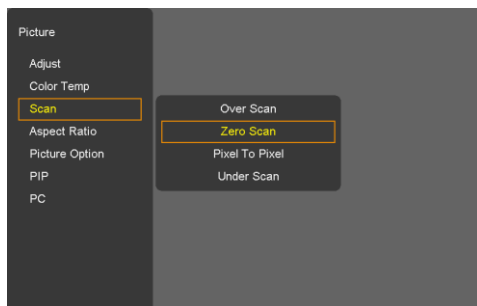 Picture
Adjust
Color Temp
Scan
Aspect Ratio
Picture Option
PIP
PC
Over Scan
Zero Scan
Pixel To Pixel
Under Scan